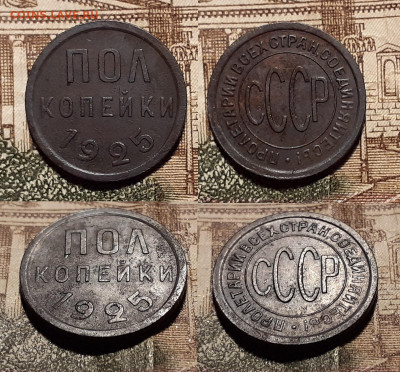 ПОЛ
КОПЕЙКИ
1925
ПРОЛЕТАРИИ ВСЕХ СТРАН, СОЕДИНЯЙТЕСЬ!
СССР
ПОЛ
КОПЕЙКИ
1925
ПРОЛЕТАРИИ ВСЕХ СТРАН, СОЕДИНЯЙТЕСЬ!
СССР